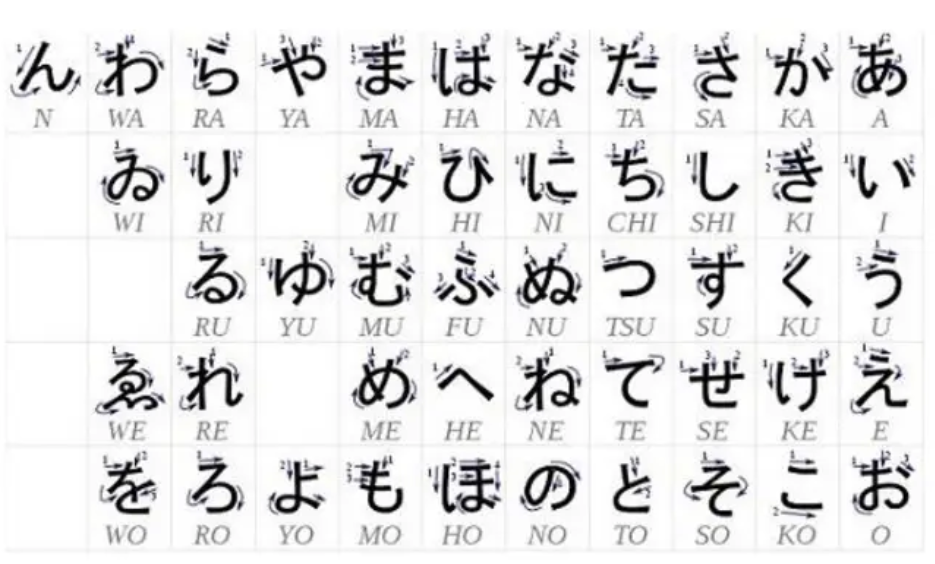 ん わ ら や ま は な た さ か あ
N WA RA YA MA HA NA TA SA KA A
ゐ り み ひ に ち し き い
WI RI MI HI NI CHI SHI KI I
る ゆ む ふ ぬ つ す く う
RU YU MU FU NU TSU SU KU U
ゑ れ め へ ね て せ け え
WE RE ME HE NE TE SE KE E
を ろ よ も ほ の と そ こ お
WO RO YO MO HO NO TO SO KO O